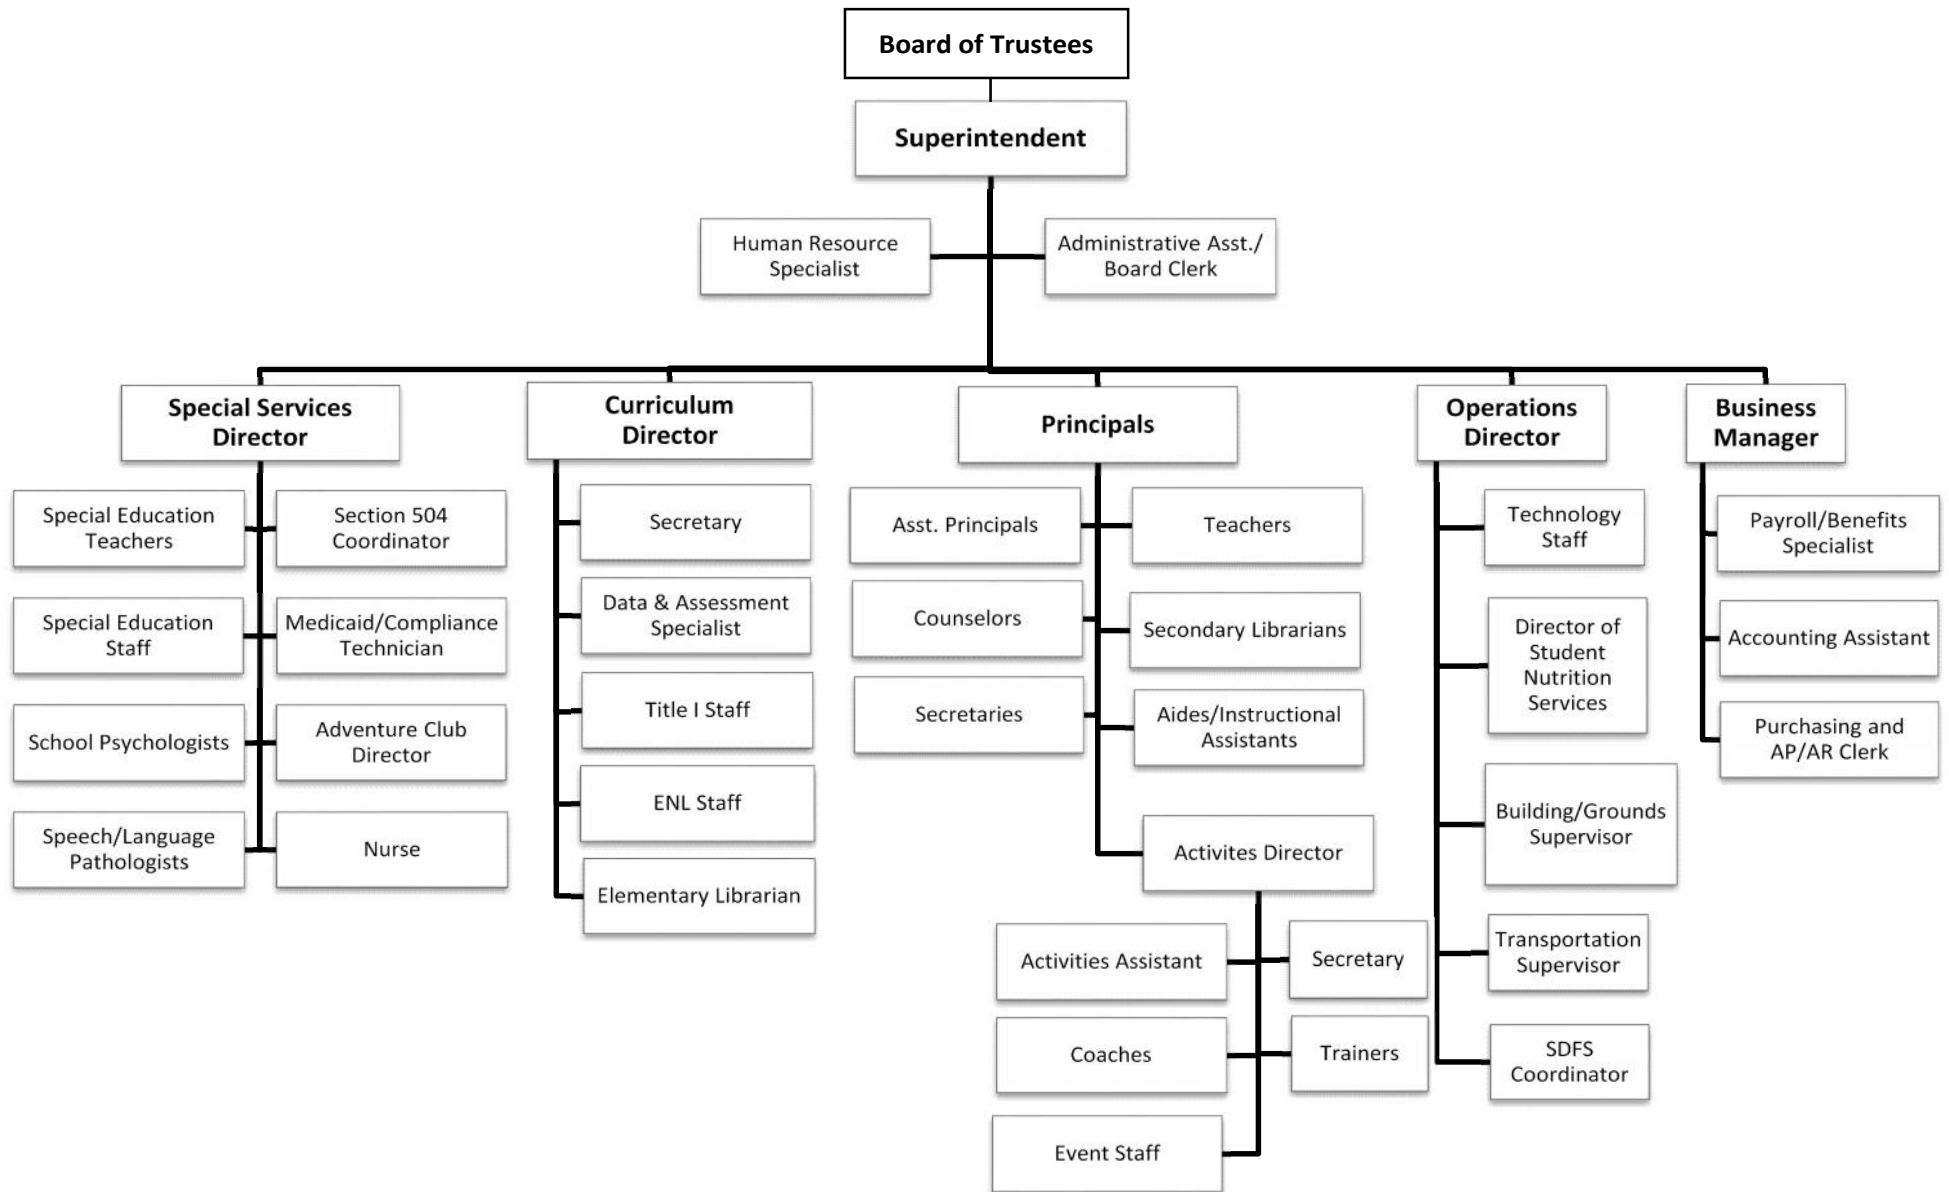 Board of Trustees
Superintendent
Human Resource
Specialist
Administrative Asst./
Board Clerk
Special Services
Director
Special Education
Teachers
Section 504
Coordinator
Special Education
Staff
Medicaid/Compliance
Technician
School Psychologists
Adventure Club
Director
Speech/Language
Pathologists
Nurse
Curriculum
Director
Secretary
Data & Assessment
Specialist
Title I Staff
ENL Staff
Elementary Librarian
Principals
Asst. Principals
Teachers
Counselors
Secondary Librarians
Secretaries
Aides/Instructional
Assistants
Activites Director
Activities Assistant
Secretary
Coaches
Trainers
Event Staff
Operations
Director
Technology
Staff
Director of
Student
Nutrition
Services
Building/Grounds
Supervisor
Transportation
Supervisor
SDFS
Coordinator
Business
Manager
Payroll/Benefits
Specialist
Accounting Assistant
Purchasing and
AP/AR Clerk